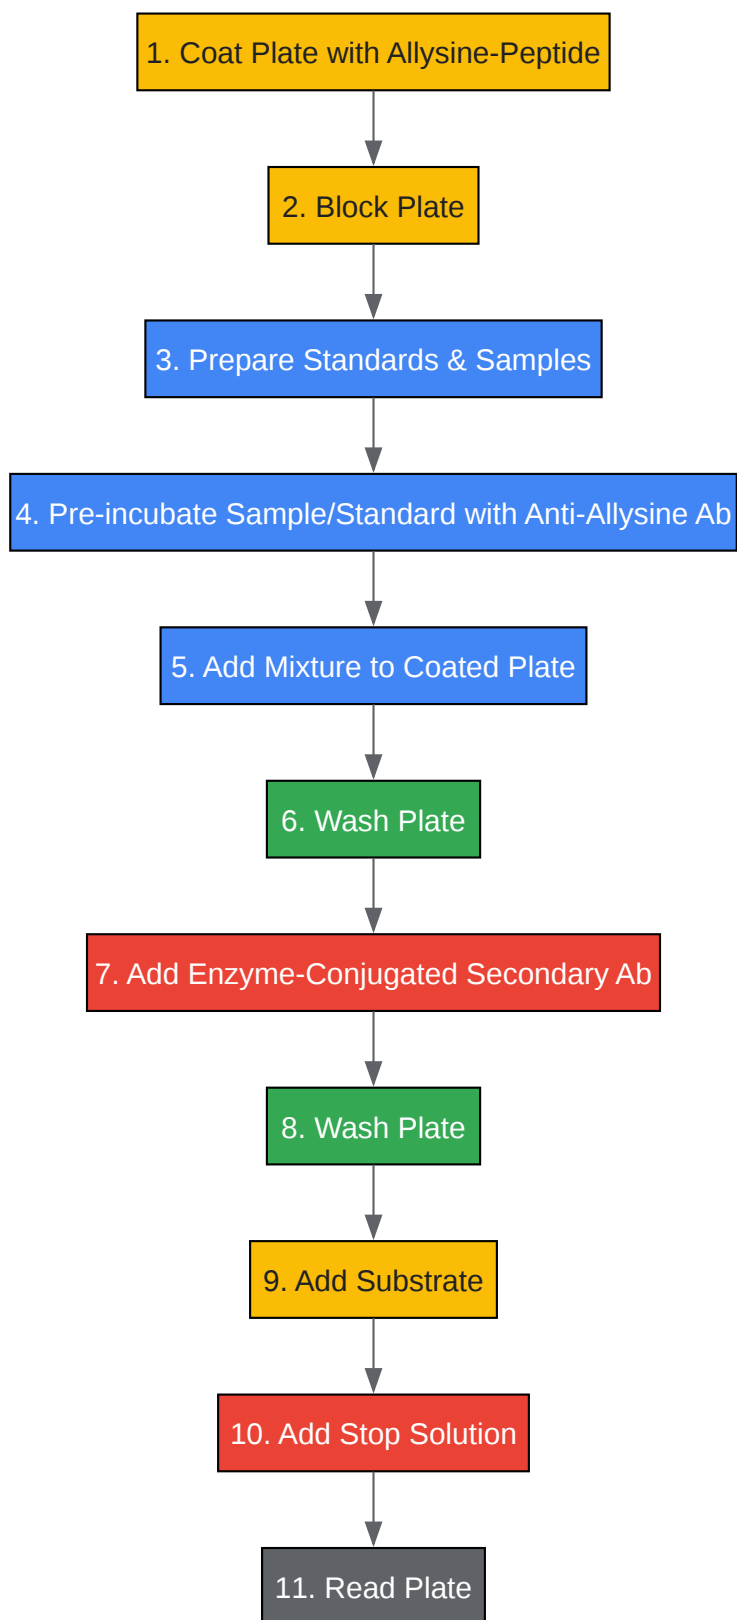 1. Coat Plate with Allysine-Peptide
2. Block Plate
3. Prepare Standards & Samples
4. Pre-incubate Sample/Standard with Anti-Allysine Ab
5. Add Mixture to Coated Plate
6. Wash Plate
7. Add Enzyme-Conjugated Secondary Ab
8. Wash Plate
9. Add Substrate
10. Add Stop Solution
11. Read Plate